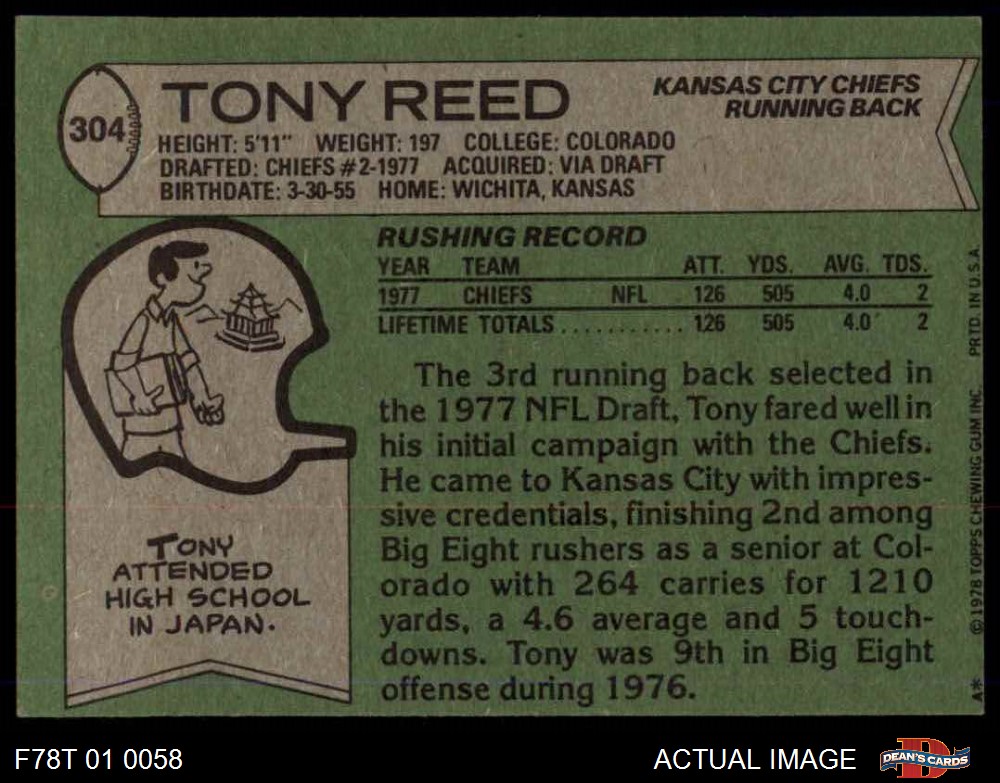 304
TONY REED
KANSAS CITY CHIEFS
RUNNING BACK
HEIGHT: 5'11" WEIGHT: 197 COLLEGE: COLORADO
DRAFTED: CHIEFS #2-1977 ACQUIRED: VIA DRAFT
BIRTHDATE: 3-30-55 HOME: WICHITA, KANSAS
RUSHING RECORD
YEAR TEAM ATT. YDS. AVG. TDS.
1977 CHIEFS NFL 126 505 4.0 2
LIFETIME TOTALS........... 126 505 4.0 2
The 3rd running back selected in
the 1977 NFL Draft, Tony fared well in
his initial campaign with the Chiefs.
He came to Kansas City with impres-
sive credentials, finishing 2nd among
Big Eight rushers as a senior at Col-
orado with 264 carries for 1210
yards, a 4.6 average and 5 touch-
downs. Tony was 9th in Big Eight
offense during 1976.
TONY
ATTENDED
HIGH SCHOOL
IN JAPAN.
A* © 1978 TOPPS CHEWING GUM INC. PRTD. IN U.S.A.
F78T 01 0058
ACTUAL IMAGE
DEAN'S CARDS